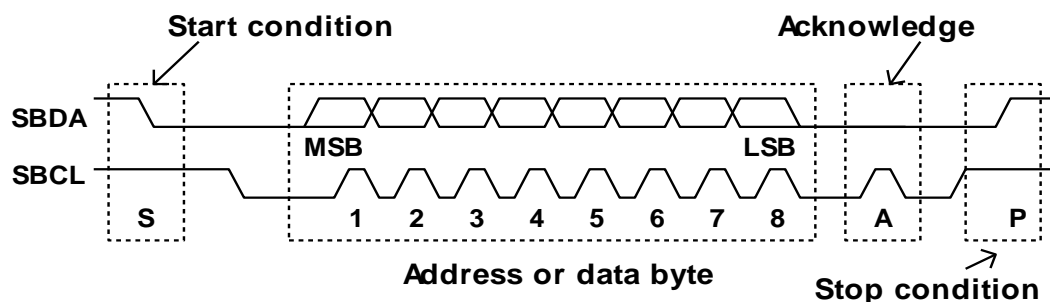 Start condition
Acknowledge
SBDA
MSB LSB
SBCL
S 1 2 3 4 5 6 7 8 A P
Address or data byte
Stop condition